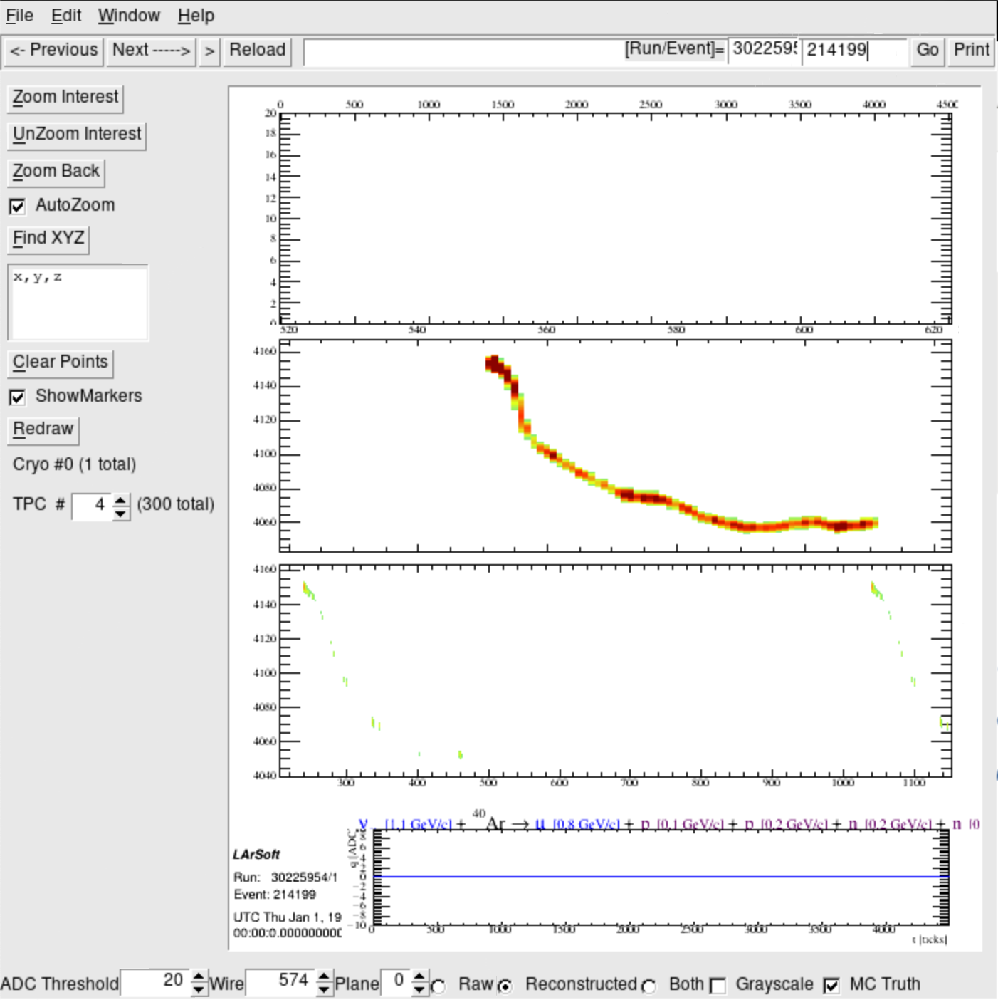 File Edit Window Help
<- Previous Next -----> > Reload [Run/Event]= 3022595 214199 Go Print
Zoom Interest
UnZoom Interest
Zoom Back
AutoZoom
Find XYZ
x,y,z
Clear Points
ShowMarkers
Redraw
Cryo #0 (1 total)
TPC # 4 (300 total)
0 500 1000 1500 2000 2500 3000 3500 4000 4500
20
18
16
14
12
10
8
6
4
2
0
520 540 560 580 600 620
4160
4140
4120
4100
4080
4060
4160
4140
4120
4100
4080
4060
4040
300 400 500 600 700 800 900 1000 1100
ν [1.1 GeV/c] + 40Ar → μ [0.8 GeV/c] + p [0.1 GeV/c] + p [0.2 GeV/c] + n [0.2 GeV/c] + n [0
q [ADC
6
4
2
0
−2
−4
−6
−8
−10
0 500 1000 1500 2000 2500 3000 3500 4000
t [ticks]
LArSoft
Run: 30225954/1
Event: 214199
UTC Thu Jan 1, 19
00:00:0.000000000
ADC Threshold 20 Wire 574 Plane 0 Raw Reconstructed Both Grayscale MC Truth